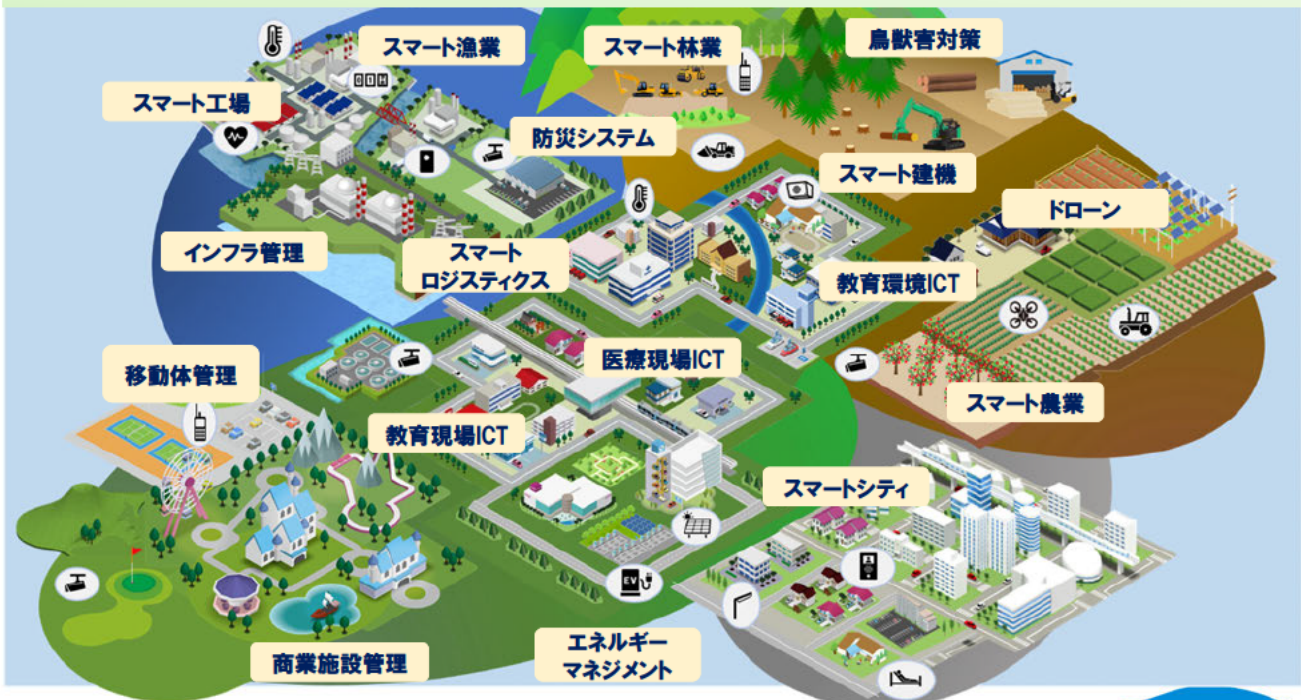 スマート漁業
スマート林業
鳥獣害対策
スマート工場
防災システム
スマート建機
ドローン
インフラ管理
スマート
ロジスティクス
教育環境ICT
医療現場ICT
移動体管理
スマート農業
教育現場ICT
スマートシティ
EV
商業施設管理
エネルギー
マネジメント